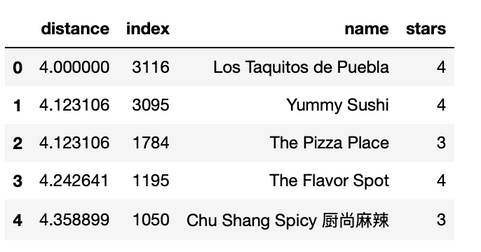 distance index name stars
0 4.000000 3116 Los Taquitos de Puebla 4
1 4.123106 3095 Yummy Sushi 4
2 4.123106 1784 The Pizza Place 3
3 4.242641 1195 The Flavor Spot 4
4 4.358899 1050 Chu Shang Spicy 厨尚麻辣 3